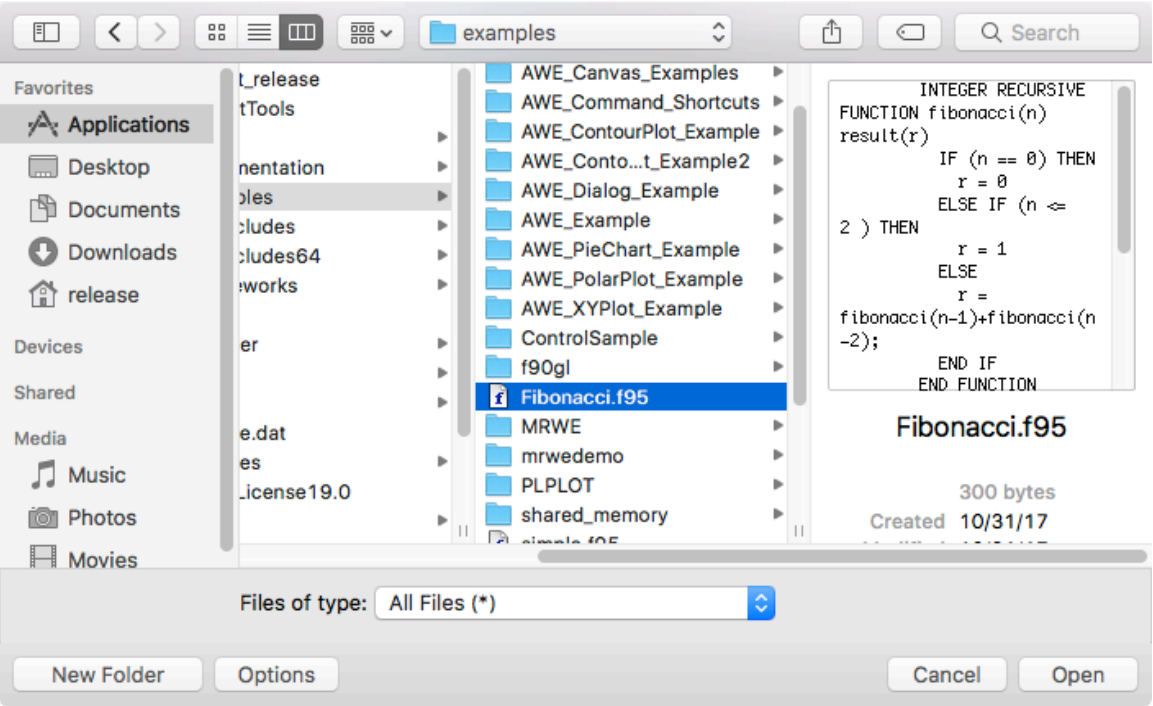 examples
Search
Favorites
Applications
Desktop
Documents
Downloads
release
Devices
Shared
Media
Music
Photos
Movies
t_release
tTools
mentation
ples
cludes
cludes64
eworks
er
e.dat
es
License19.0
AWE_Canvas_Examples
AWE_Command_Shortcuts
AWE_ContourPlot_Example
AWE_Conto...t_Example2
AWE_Dialog_Example
AWE_Example
AWE_PieChart_Example
AWE_PolarPlot_Example
AWE_XYPlot_Example
ControlSample
f90gl
Fibonacci.f95
MRWE
mrwedemo
PLPLOT
shared_memory
simple.f95
INTEGER RECURSIVE
FUNCTION fibonacci(n)
result(r)
IF (n == 0) THEN
r = 0
ELSE IF (n <=
2 ) THEN
r = 1
ELSE
r =
fibonacci(n-1)+fibonacci(n
-2);
END IF
END FUNCTION
Fibonacci.f95
300 bytes
Created 10/31/17
Files of type: All Files (*)
New Folder
Options
Cancel
Open